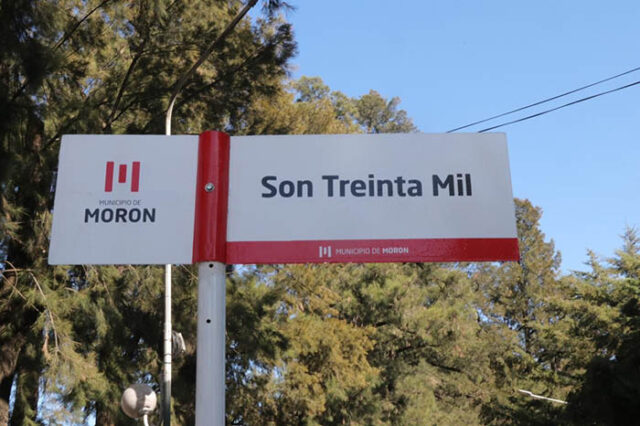 MUNICIPIO DE
MORON
Son Treinta Mil
MUNICIPIO DE MORON